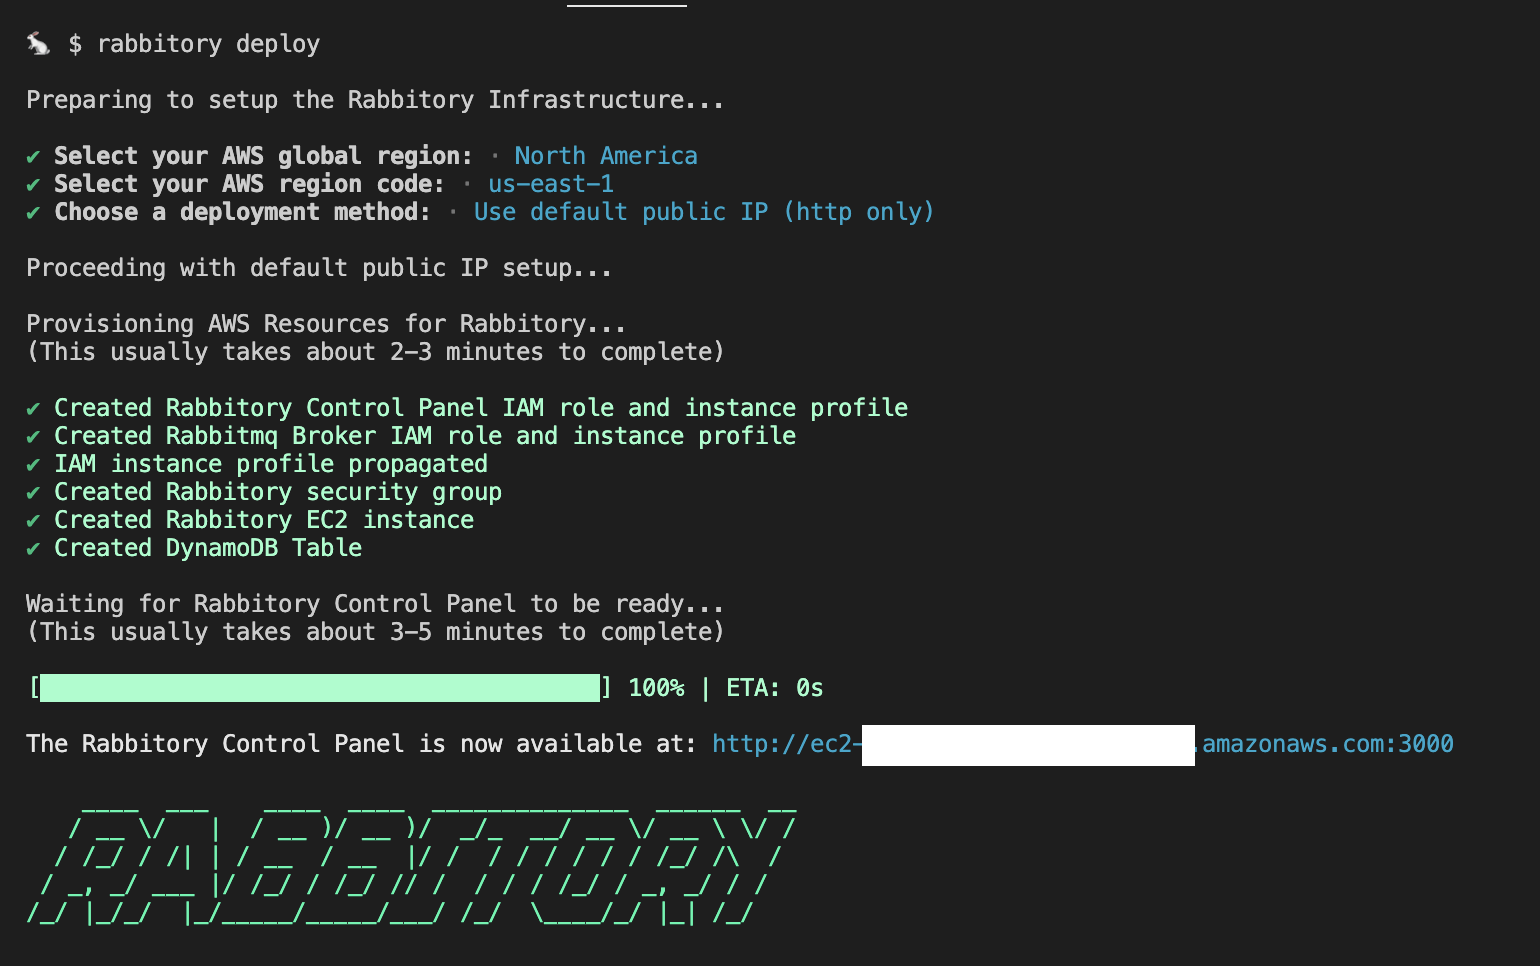 $ rabbitory deploy
Preparing to setup the Rabbitory Infrastructure...
✔ Select your AWS global region: · North America
✔ Select your AWS region code: · us-east-1
✔ Choose a deployment method: · Use default public IP (http only)
Proceeding with default public IP setup...
Provisioning AWS Resources for Rabbitory...
(This usually takes about 2-3 minutes to complete)
✔ Created Rabbitory Control Panel IAM role and instance profile
✔ Created Rabbitmq Broker IAM role and instance profile
✔ IAM instance profile propagated
✔ Created Rabbitory security group
✔ Created Rabbitory EC2 instance
✔ Created DynamoDB Table
Waiting for Rabbitory Control Panel to be ready...
(This usually takes about 3-5 minutes to complete)
[] 100% | ETA: 0s
The Rabbitory Control Panel is now available at: http://ec2- .amazonaws.com:3000
RABBITORY